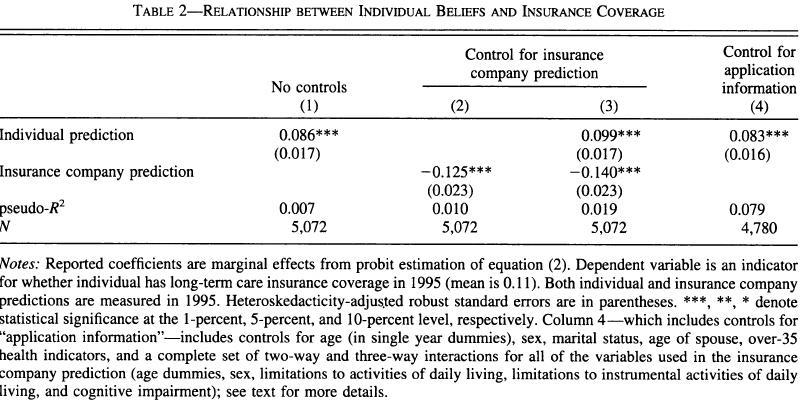 TABLE 2—RELATIONSHIP BETWEEN INDIVIDUAL BELIEFS AND INSURANCE COVERAGE
No controls (1) Control for insurance company prediction (2) (3) Control for application information (4)
Individual prediction 0.086*** 0.099*** 0.083***
(0.017) (0.017) (0.016)
Insurance company prediction −0.125*** −0.140***
(0.023) (0.023)
pseudo-R² 0.007 0.010 0.019 0.079
N 5,072 5,072 5,072 4,780
Notes: Reported coefficients are marginal effects from probit estimation of equation (2). Dependent variable is an indicator
for whether individual has long-term care insurance coverage in 1995 (mean is 0.11). Both individual and insurance company
predictions are measured in 1995. Heteroskedacticity-adjusted robust standard errors are in parentheses. ***, **, * denote
statistical significance at the 1-percent, 5-percent, and 10-percent level, respectively. Column 4—which includes controls for
“application information”—includes controls for age (in single year dummies), sex, marital status, age of spouse, over-35
health indicators, and a complete set of two-way and three-way interactions for all of the variables used in the insurance
company prediction (age dummies, sex, limitations to activities of daily living, limitations to instrumental activities of daily
living, and cognitive impairment); see text for more details.